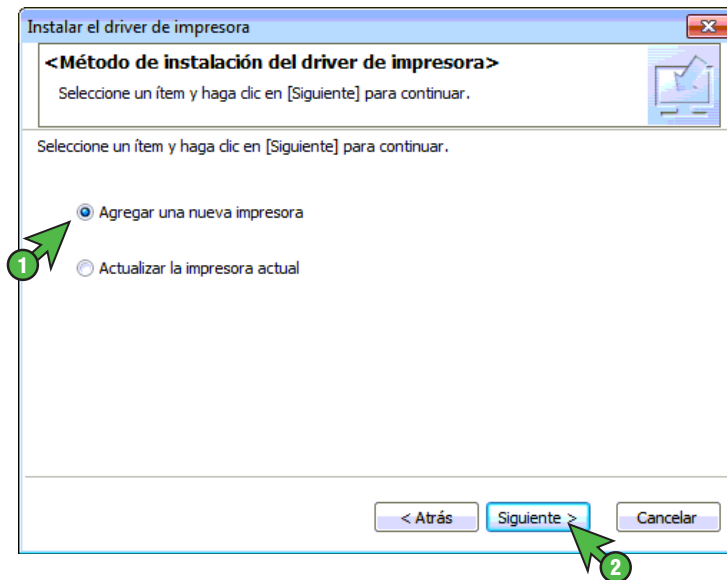 Instalar el driver de impresora
<Método de instalación del driver de impresora>
Seleccione un ítem y haga clic en [Siguiente] para continuar.
Seleccione un ítem y haga clic en [Siguiente] para continuar.
Agregar una nueva impresora
1
Actualizar la impresora actual
< Atrás
Siguiente >
Cancelar
2